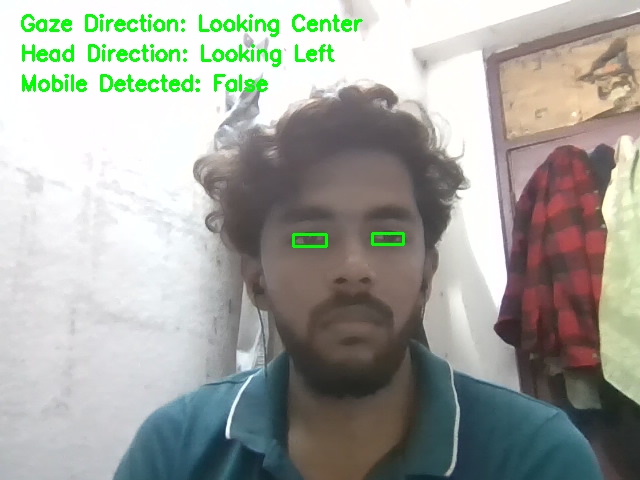 Gaze Direction: Looking Center
Head Direction: Looking Left
Mobile Detected: False